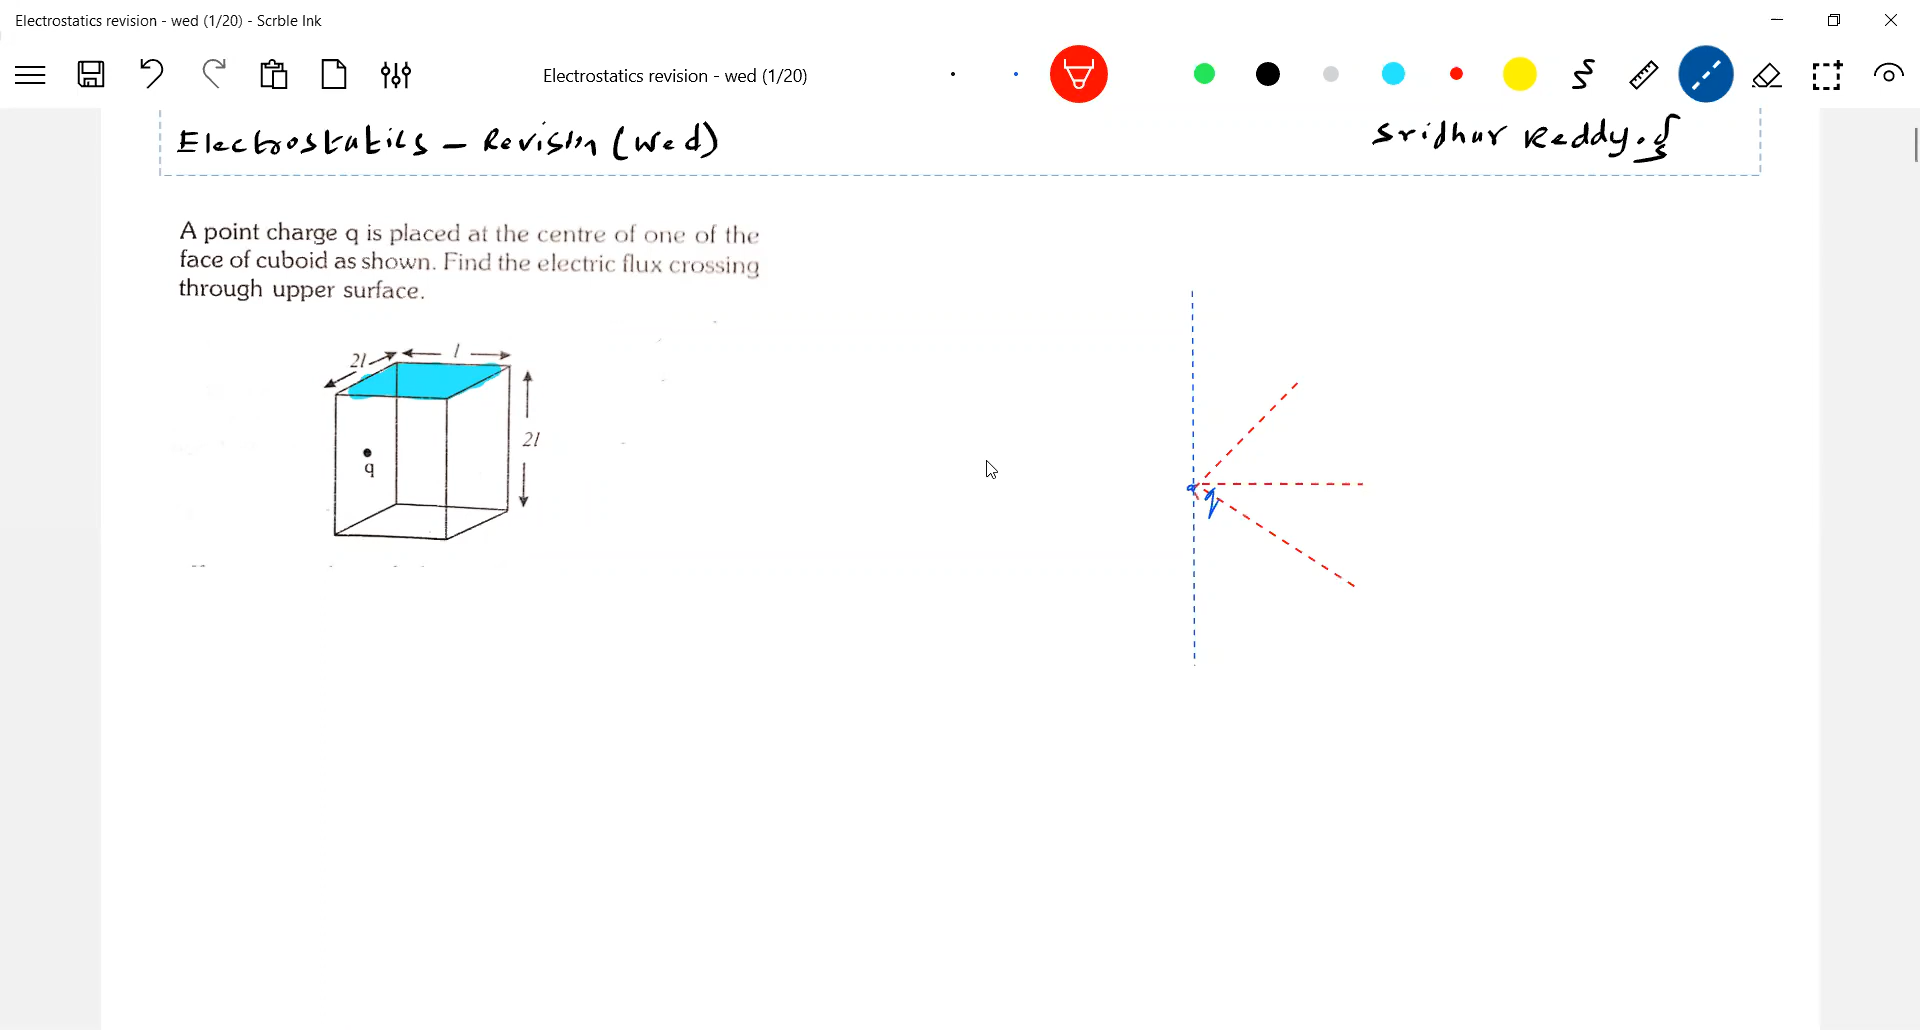 Electrostatics revision - wed (1/20) - Scrble Ink
Electrostatics revision - wed (1/20)
Electrostatics – Revision (Wed)
Sridhar Reddy.S
A point charge q is placed at the centre of one of the
face of cuboid as shown. Find the electric flux crossing
through upper surface.
2l
l
2l
q
q